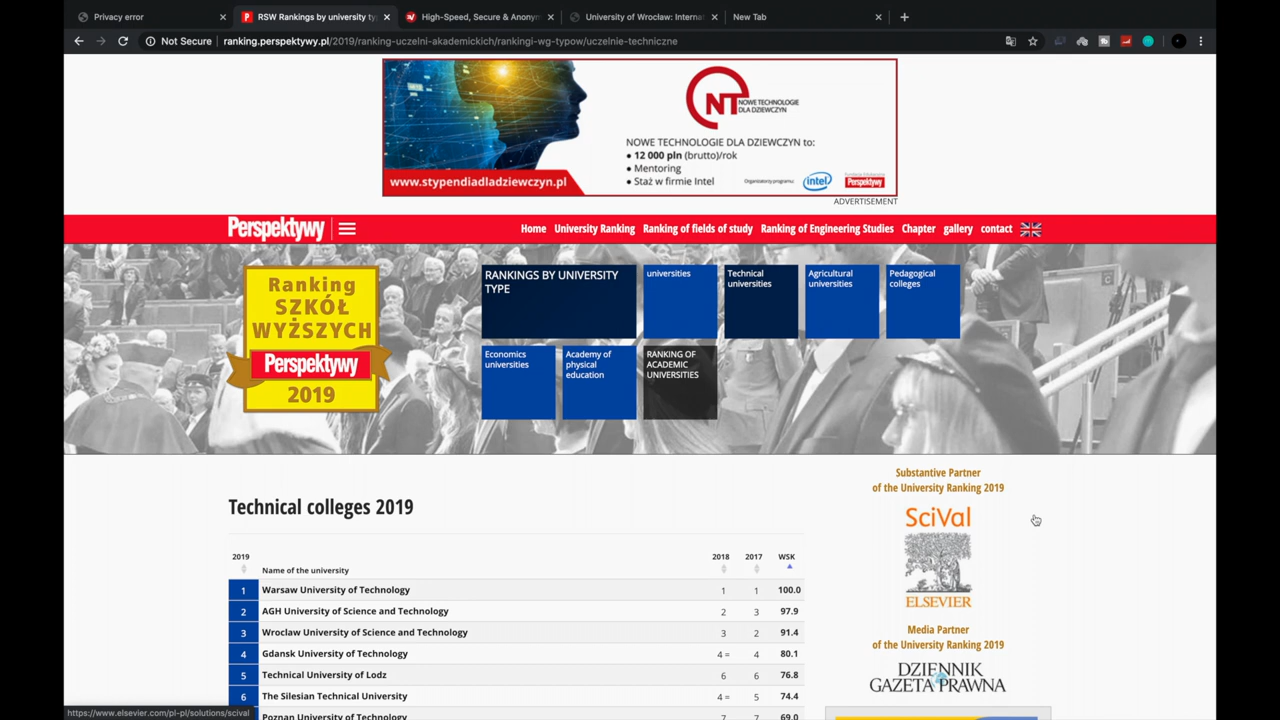 Privacy error
RSW Rankings by university ty
High-Speed, Secure & Anonym
University of Wrocław: Interna
New Tab
Not Secure
ranking.perspektywy.pl/2019/ranking-uczelni-akademickich/rankingi-wg-typow/uczelnie-techniczne
NT NOWE TECHNOLOGIE
DLA DZIEWCZYN
NOWE TECHNOLOGIE DLA DZIEWCZYN to:
• 12 000 pln (brutto)/rok
• Mentoring
• Staż w firmie Intel
www.stypendiadladziewczyn.pl
Organizatorzy programu:
intel
Perspektywy
ADVERTISEMENT
Perspektywy
Home University Ranking Ranking of fields of study Ranking of Engineering Studies Chapter gallery contact
Ranking
SZKÓŁ
WYŻSZYCH
Perspektywy
2019
RANKINGS BY UNIVERSITY
TYPE
universities
Technical
universities
Agricultural
universities
Pedagogical
colleges
Economics
universities
Academy of
physical
education
RANKING OF
ACADEMIC
UNIVERSITIES
Technical colleges 2019
2019 Name of the university 2018 2017 WSK
1 Warsaw University of Technology 1 1 100.0
2 AGH University of Science and Technology 2 3 97.9
3 Wroclaw University of Science and Technology 3 2 91.4
4 Gdansk University of Technology 4 = 4 80.1
5 Technical University of Lodz 6 6 76.8
6 The Silesian Technical University 4 = 5 74.4
Poznan University of Technology 7 7 69.0
Substantive Partner
of the University Ranking 2019
SciVal
ELSEVIER
Media Partner
of the University Ranking 2019
DZIENNIK
GAZETA PRAWNA
https://www.elsevier.com/pl-pl/solutions/scival